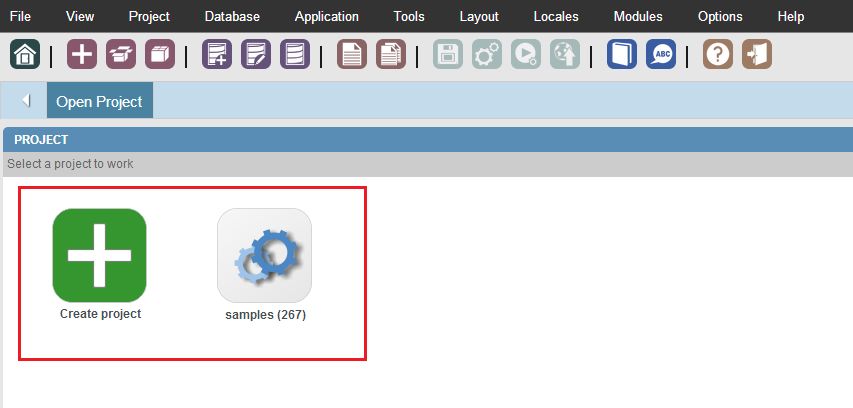 File View Project Database Application Tools Layout Locales Modules Options Help
ABC
Open Project
PROJECT
Select a project to work
Create project samples (267)